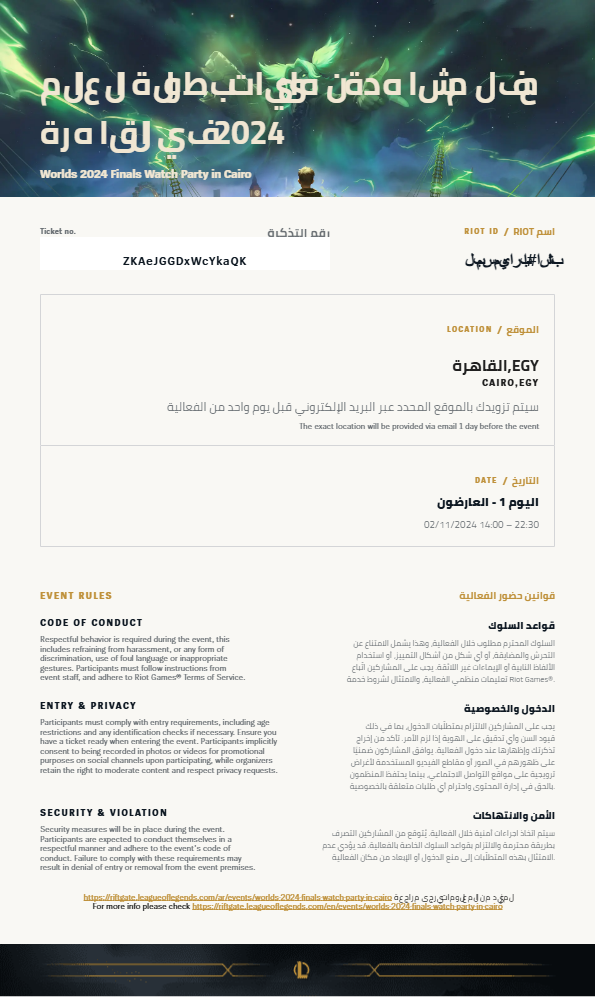 حفل مشاهدة نهائيات بطولة العالم
2024 في القاهرة
Worlds 2024 Finals Watch Party in Cairo
Ticket no.
رقم التذكرة
ZKAeJGGDxWcYkaQK
RIOT ID / RIOT اسم
LOCATION / الموقع
القاهرة,EGY
CAIRO,EGY
سيتم تزويدك بالموقع المحدد عبر البريد الإلكتروني قبل يوم واحد من الفعالية
The exact location will be provided via email 1 day before the event
DATE / التاريخ
اليوم 1 - العارضون
02/11/2024 14:00 – 22:30
EVENT RULES
CODE OF CONDUCT
Respectful behavior is required during the event, this
includes refraining from harassment, or any form of
discrimination, use of foul language or inappropriate
gestures. Participants must follow instructions from
event staff, and adhere to Riot Games® Terms of Service.
ENTRY & PRIVACY
Participants must comply with entry requirements, including age
restrictions and any identification checks if necessary. Ensure you
have a ticket ready when entering the event. Participants implicitly
consent to being recorded in photos or videos for promotional
purposes on social channels upon participating, while organizers
retain the right to moderate content and respect privacy requests.
SECURITY & VIOLATION
Security measures will be in place during the event.
Participants are expected to conduct themselves in a
respectful manner and adhere to the event's code of
conduct. Failure to comply with these requirements may
result in denial of entry or removal from the event premises.
قوانين حضور الفعالية
قواعد السلوك
السلوك المحترم مطلوب خلال الفعالية، وهذا يشمل الامتناع عن
التحرش والمضايقة، أو أي شكل من أشكال التمييز، أو استخدام
الألفاظ النابية أو الإيماءات غير اللائقة. يجب على المشاركين اتّباع
تعليمات منظمي الفعالية، والامتثال لشروط خدمة Riot Games®.
الدخول والخصوصية
يجب على المشاركين الالتزام بمتطلّبات الدخول، بما في ذلك
قيود السن وأي تدقيق على الهوية إذا لزم الأمر. تأكد من إخراج
تذكرتك وإظهارها عند دخول الفعالية. يوافق المشاركون ضمنيًا
على ظهورهم في الصور أو مقاطع الفيديو المستخدمة لأغراض
ترويجية على مواقع التواصل الاجتماعي، بينما يحتفظ المنظمون
بالحق في إدارة المحتوى واحترام أي طلبات متعلقة بالخصوصية.
الأمن والانتهاكات
سيتم اتخاذ اجراءات أمنية خلال الفعالية. يُتوقع من المشاركين التصرف
بطريقة محترمة والالتزام بقواعد السلوك الخاصة بالفعالية. قد يؤدي عدم
الامتثال بهذه المتطلّبات إلى منع الدخول أو الإبعاد من مكان الفعالية.
لمزيد من المعلومات يرجى مراجعة https://riftgate.leagueoflegends.com/ar/events/worlds-2024-finals-watch-party-in-cairo
For more info please check https://riftgate.leagueoflegends.com/en/events/worlds-2024-finals-watch-party-in-cairo